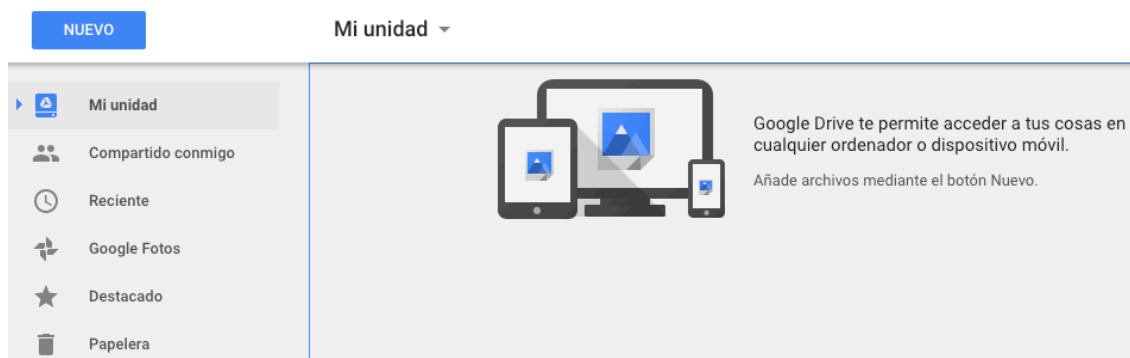 NUEVO
Mi unidad
Mi unidad
Compartido conmigo
Reciente
Google Fotos
Destacado
Papelera
Google Drive te permite acceder a tus cosas en
cualquier ordenador o dispositivo móvil.
Añade archivos mediante el botón Nuevo.